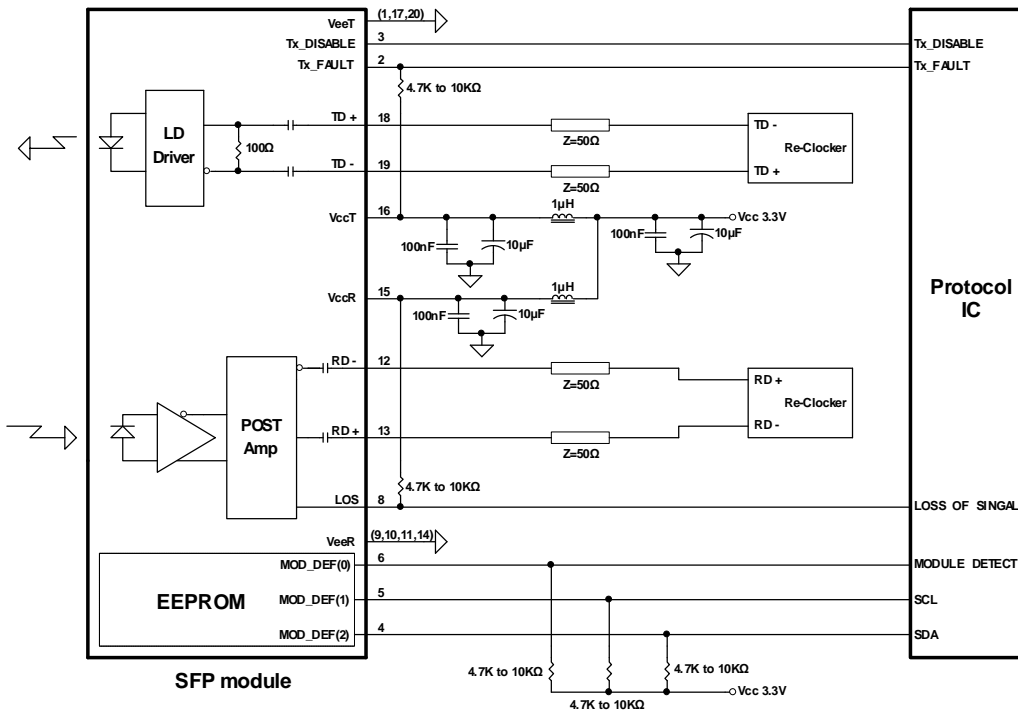 VeeT (1,17,20)
Tx_DISABLE 3 Tx_DISABLE
Tx_FAULT 2 Tx_FAULT
4.7K to 10KΩ
LD
Driver
100Ω
TD + 18 Z=50Ω TD -
Re-Clocker
TD - 19 Z=50Ω TD +
VccT 16 1µH Vcc 3.3V
100nF 10µF 100nF 10µF
VccR 15 1µH
100nF 10µF
Protocol
IC
RD - 12 Z=50Ω RD +
Re-Clocker
POST
Amp
RD + 13 Z=50Ω RD -
4.7K to 10KΩ
LOS 8 LOSS OF SINGAL
VeeR (9,10,11,14)
MOD_DEF(0) 6 MODULE DETECT
EEPROM
MOD_DEF(1) 5 SCL
MOD_DEF(2) 4 SDA
4.7K to 10KΩ 4.7K to 10KΩ
SFP module
Vcc 3.3V
4.7K to 10KΩ